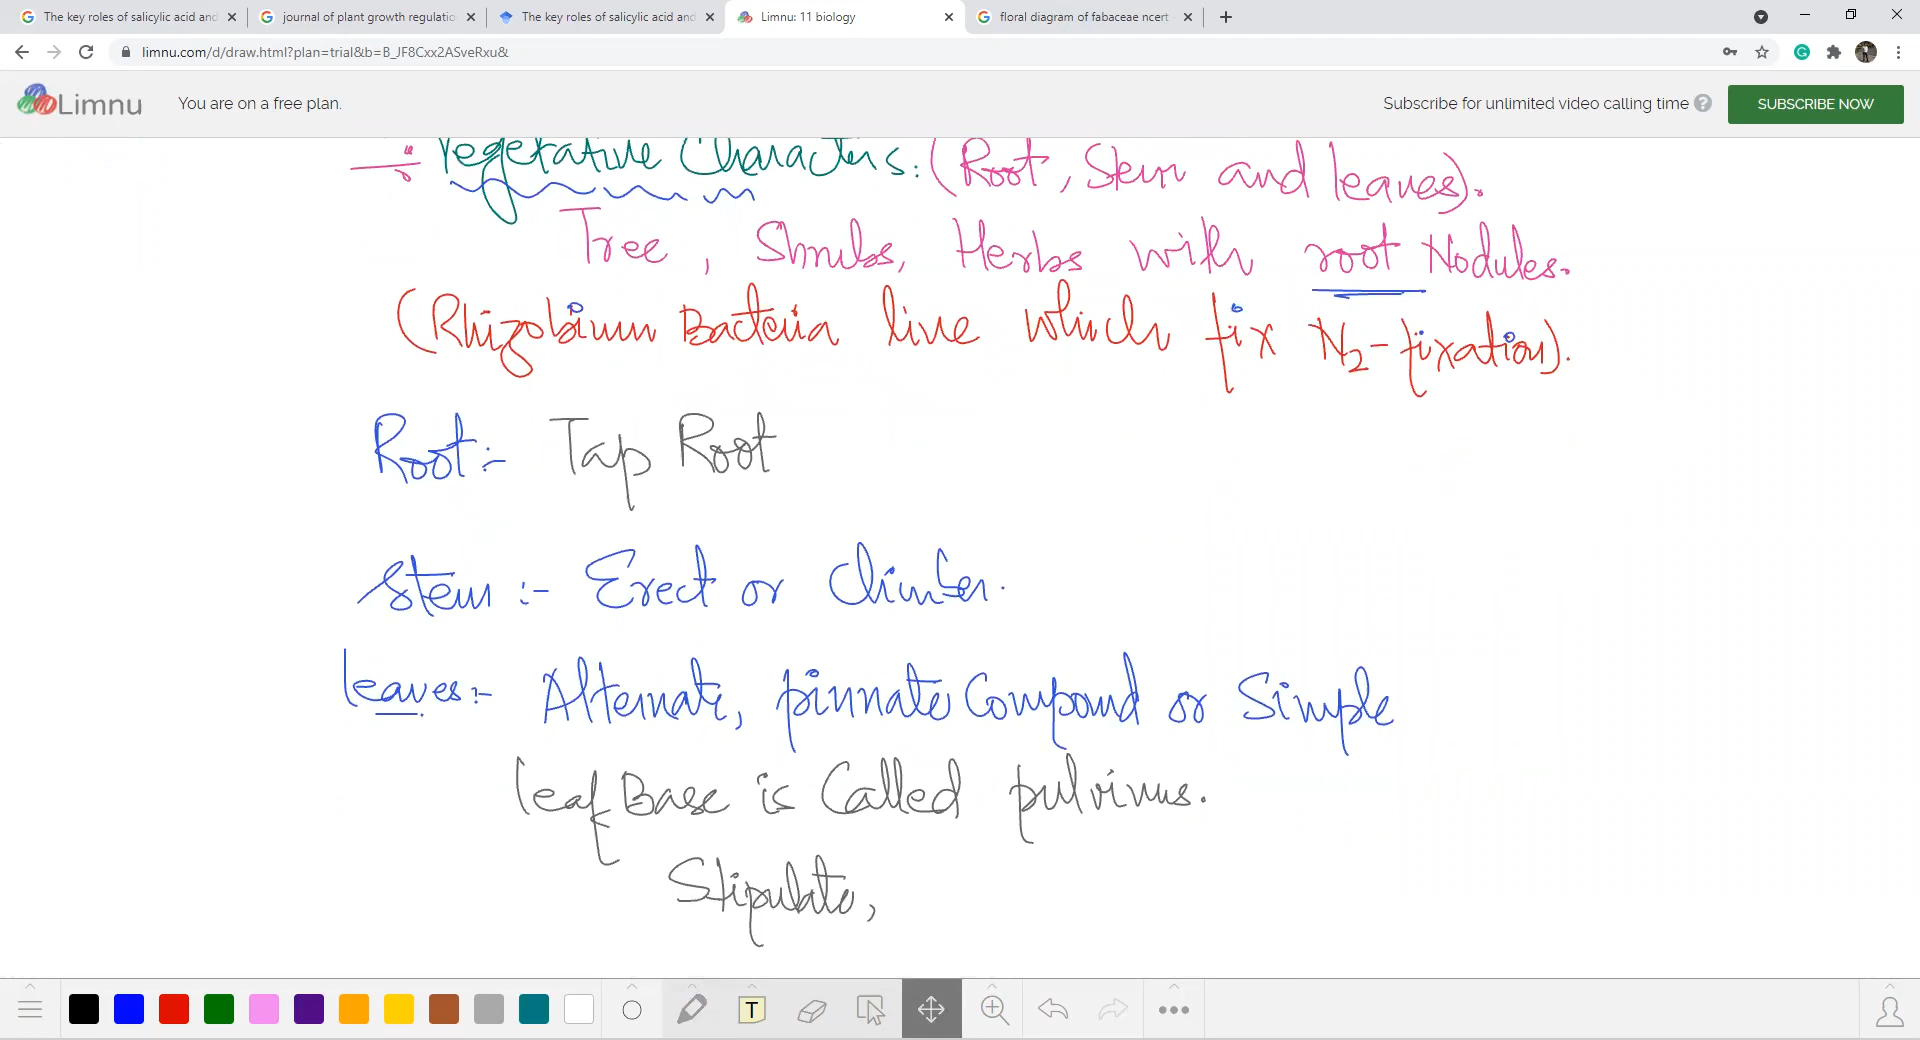 The key roles of salicylic acid and
journal of plant growth regulatio
The key roles of salicylic acid and
Limnu: 11 biology
floral diagram of fabaceae ncert
limnu.com/d/draw.html?plan=trial&b=B_JF8Cxx2ASveRxu&
Limnu
You are on a free plan.
Subscribe for unlimited video calling time ?
SUBSCRIBE NOW
Vegetative Characters: (Root, Stem and leaves).
Tree, Shrubs, Herbs with root Nodules.
(Rhizobium Bacteria live which fix N2-fixation).
Root:- Tap Root
Stem :- Erect or Climber.
leaves:- Alternate, pinnate Compound or Simple
leaf Base is Called pulvinus.
Stipulate,
T